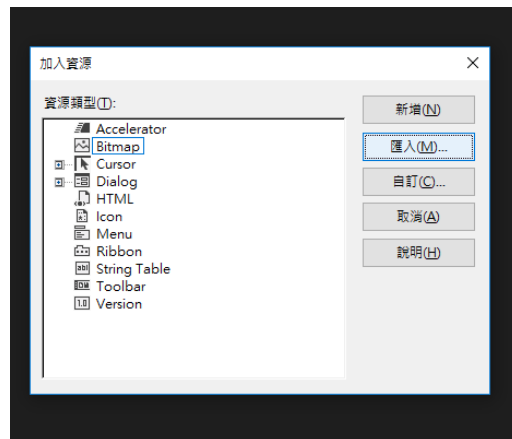 加入資源
資源類型(T):
Accelerator
Bitmap
Cursor
Dialog
HTML
Icon
Menu
Ribbon
String Table
Toolbar
Version
新增(N)
匯入(M)...
自訂(C)...
取消(A)
說明(H)